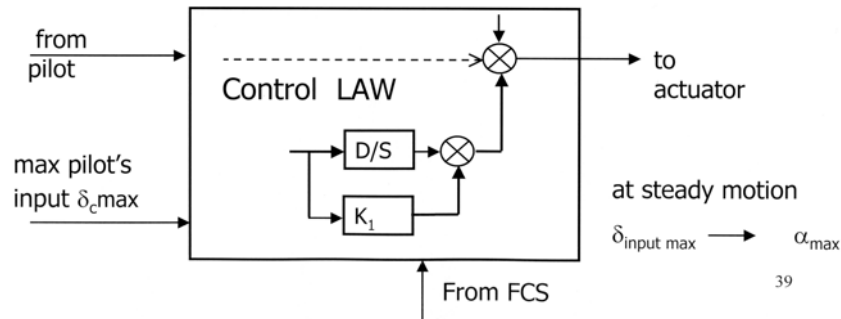 from
pilot
Control LAW
to
actuator
D/S
max pilot's
input δcmax
K1
at steady motion
δinput max αmax
39
From FCS